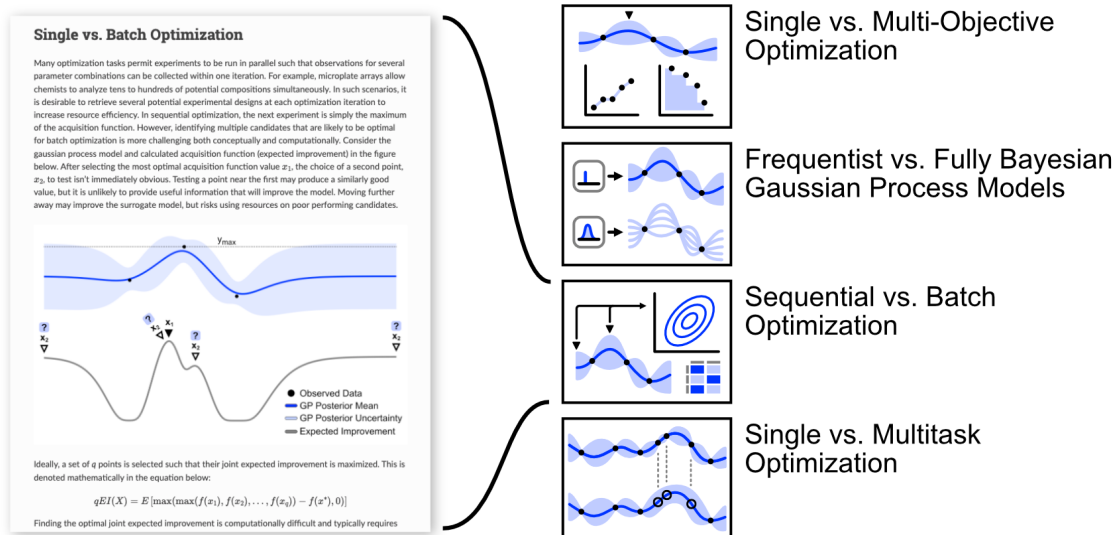 Single vs. Batch Optimization
Many optimization tasks permit experiments to be run in parallel such that observations for several
parameter combinations can be collected within one iteration. For example, microplate arrays allow
chemists to analyze tens to hundreds of potential compositions simultaneously. In such scenarios, it
is desirable to retrieve several potential experimental designs at each optimization iteration to
increase resource efficiency. In sequential optimization, the next experiment is simply the maximum
of the acquisition function. However, identifying multiple candidates that are likely to be optimal
for batch optimization is more challenging both conceptually and computationally. Consider the
gaussian process model and calculated acquisition function (expected improvement) in the figure
below. After selecting the most optimal acquisition function value x₁, the choice of a second point,
x₂, to test isn't immediately obvious. Testing a point near the first may produce a similarly good
value, but it is unlikely to provide useful information that will improve the model. Moving further
away may improve the surrogate model, but risks using resources on poor performing candidates.
yₘₐₓ
? x₂
? x₂
x₁
? x₂
? x₂
Observed Data
GP Posterior Mean
GP Posterior Uncertainty
Expected Improvement
Ideally, a set of q points is selected such that their joint expected improvement is maximized. This is
denoted mathematically in the equation below:
qEI(X) = E [max(max(f(x₁), f(x₂), . . . , f(x_q)) − f(x*), 0)]
Finding the optimal joint expected improvement is computationally difficult and typically requires
Single vs. Multi-Objective
Optimization
Frequentist vs. Fully Bayesian
Gaussian Process Models
Sequential vs. Batch
Optimization
Single vs. Multitask
Optimization